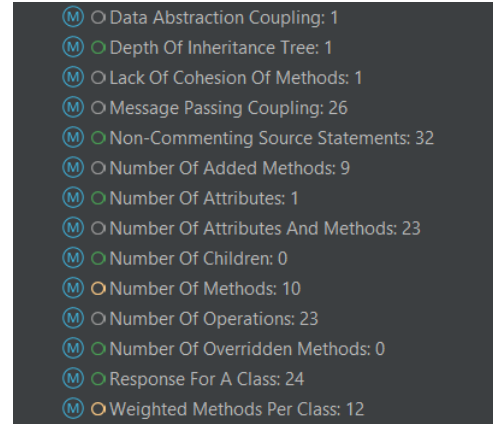 M Data Abstraction Coupling: 1
M Depth Of Inheritance Tree: 1
M Lack Of Cohesion Of Methods: 1
M Message Passing Coupling: 26
M Non-Commenting Source Statements: 32
M Number Of Added Methods: 9
M Number Of Attributes: 1
M Number Of Attributes And Methods: 23
M Number Of Children: 0
M Number Of Methods: 10
M Number Of Operations: 23
M Number Of Overridden Methods: 0
M Response For A Class: 24
M Weighted Methods Per Class: 12